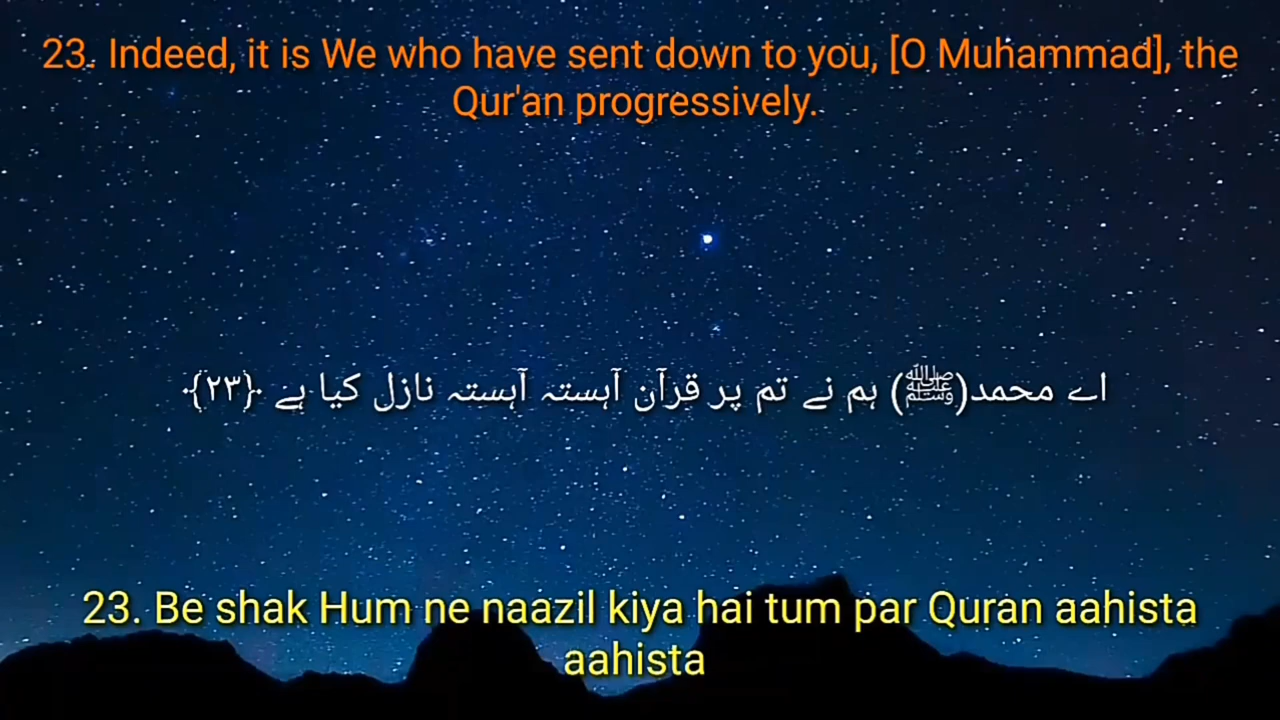 23. Indeed, it is We who have sent down to you, [O Muhammad], the
Qur'an progressively.
اے محمد(ﷺ) ہم نے تم پر قرآن آہستہ آہستہ نازل کیا ہے ﴿۲۳﴾
23. Be shak Hum ne naazil kiya hai tum par Quran aahista
aahista